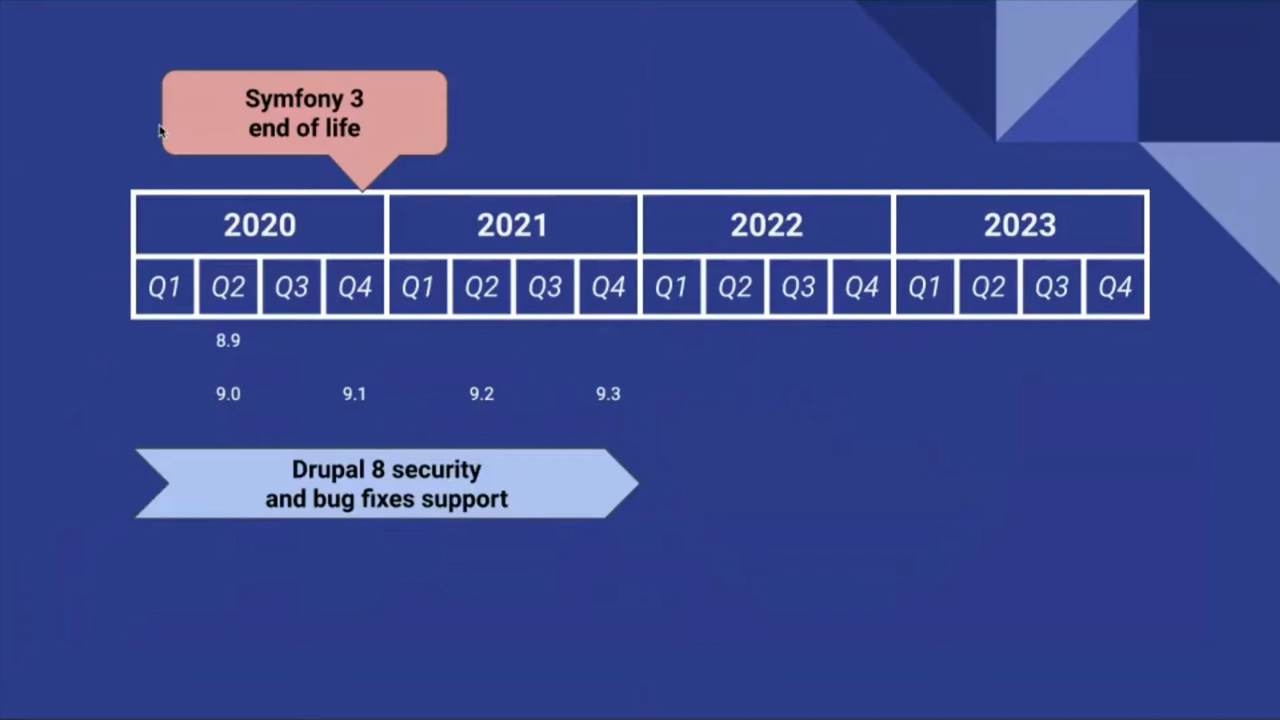 Symfony 3
end of life
2020 2021 2022 2023
Q1 Q2 Q3 Q4 Q1 Q2 Q3 Q4 Q1 Q2 Q3 Q4 Q1 Q2 Q3 Q4
8.9
9.0 9.1 9.2 9.3
Drupal 8 security
and bug fixes support